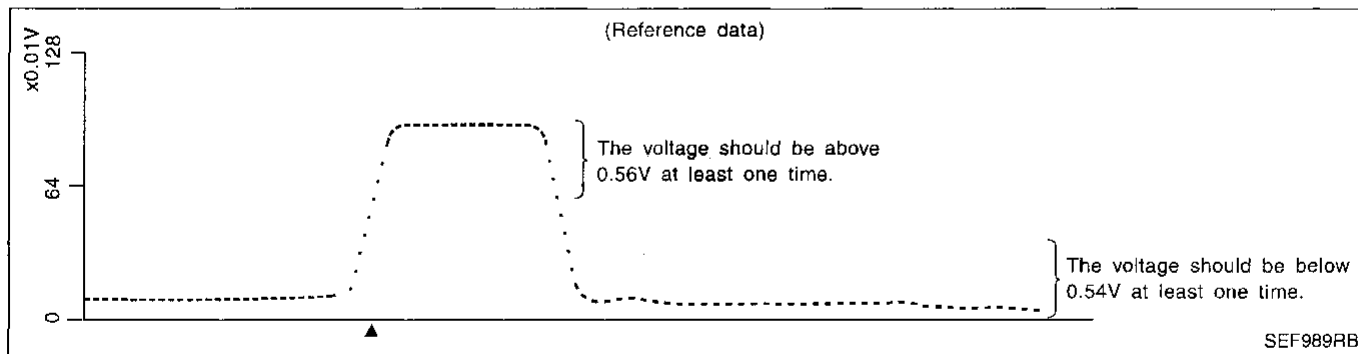 (Reference data)
x0.01V
128
64
0
The voltage should be above
0.56V at least one time.
The voltage should be below
0.54V at least one time.
SEF989RB